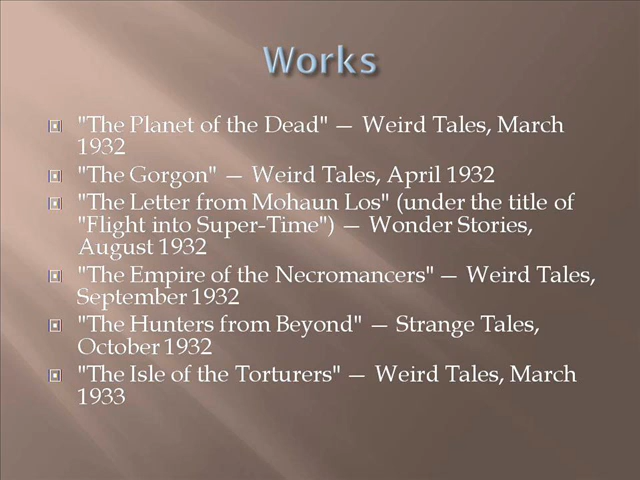 Works
"The Planet of the Dead" — Weird Tales, March
1932
"The Gorgon" — Weird Tales, April 1932
"The Letter from Mohaun Los" (under the title of
"Flight into Super-Time") — Wonder Stories,
August 1932
"The Empire of the Necromancers" — Weird Tales,
September 1932
"The Hunters from Beyond" — Strange Tales,
October 1932
"The Isle of the Torturers" — Weird Tales, March
1933